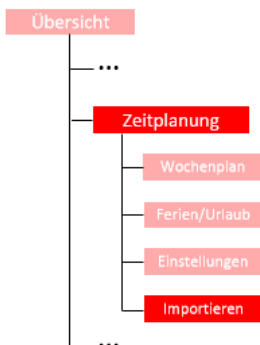 Übersicht
...
Zeitplanung
Wochenplan
Ferien/Urlaub
Einstellungen
Importieren
...